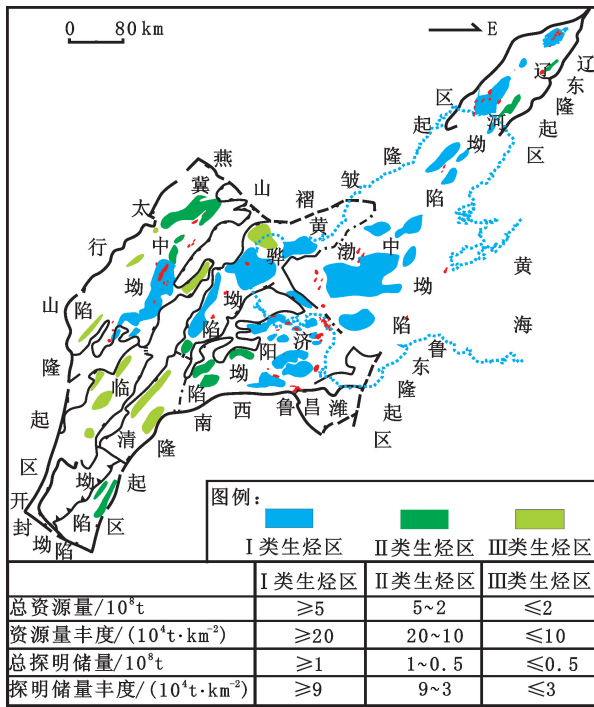 0 80 km
E
燕山褶皱
太行山隆起区
辽东隆起区
辽河坳陷
隆起区
冀中坳陷
黄骅坳陷
渤中坳陷
黄海
济阳坳陷
鲁东隆起区
昌潍
鲁西南隆起区
临清坳陷
开封坳陷
图例：
Ⅰ类生烃区 Ⅱ类生烃区 Ⅲ类生烃区
Ⅰ类生烃区 Ⅱ类生烃区 Ⅲ类生烃区
总资源量/10⁸t ≥5 5~2 ≤2
资源量丰度/(10⁴t·km⁻²) ≥20 20~10 ≤10
总探明储量/10⁸t ≥1 1~0.5 ≤0.5
探明储量丰度/(10⁴t·km⁻²) ≥9 9~3 ≤3